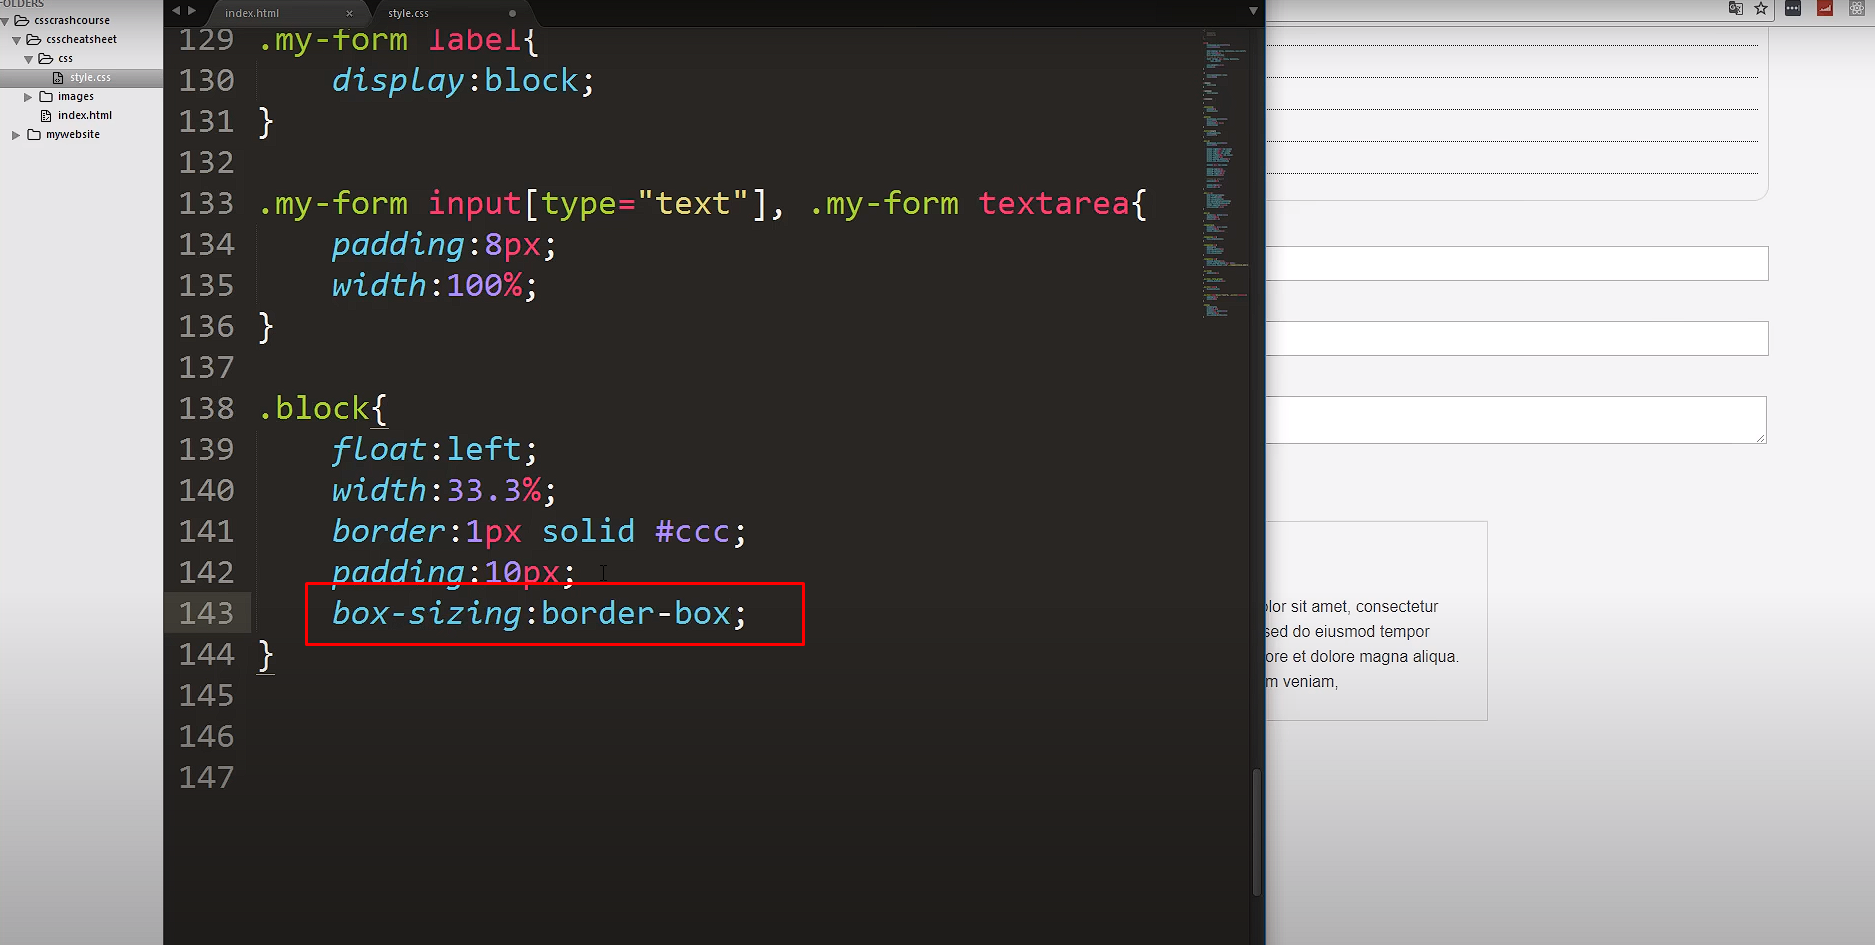 FOLDERS
csscrashcourse
csscheatsheet
css
style.css
images
index.html
mywebsite
index.html ×
style.css
129 .my-form label{
130 display:block;
131 }
132
133 .my-form input[type="text"], .my-form textarea{
134 padding:8px;
135 width:100%;
136 }
137
138 .block{
139 float:left;
140 width:33.3%;
141 border:1px solid #ccc;
142 padding:10px;
143 box-sizing:border-box;
144 }
145
146
147
sit amet, consectetur
sed do eiusmod tempor
et dolore magna aliqua.
veniam,